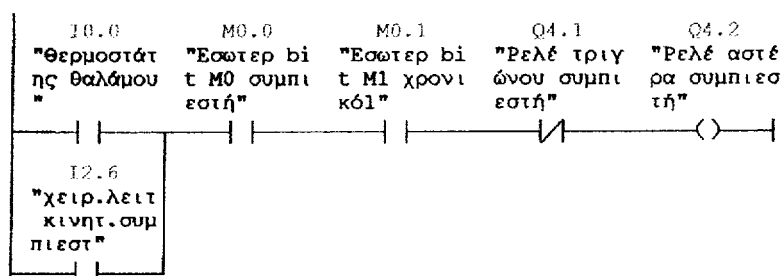 I0.0 M0.0 M0.1 Q4.1 Q4.2
"Θερμοστάτ "Εσωτερ bi "Εσωτερ bi "Ρελέ τριγ "Ρελέ αστέ
ης θαλάμου t M0 συμπι t M1 χρονι ώνου συμπι ρα συμπιεσ
" εστή" κό1" εστή" τή"
I2.6
"χειρ.λειτ
κινητ.συμ
πιεστ"